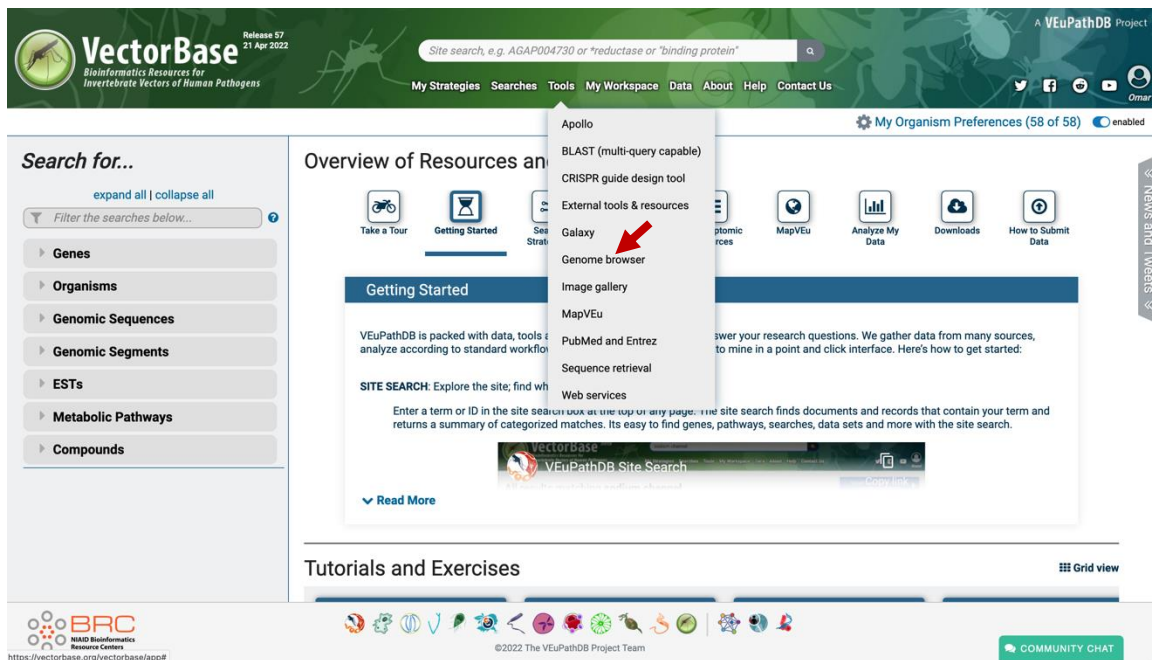 A VEuPathDB Project
Release 57
21 Apr 2022
VectorBase
Bioinformatics Resources for
Invertebrate Vectors of Human Pathogens
Site search, e.g. AGAP004730 or *reductase or "binding protein"
My Strategies Searches Tools My Workspace Data About Help Contact Us
Omar
My Organism Preferences (58 of 58) enabled
Apollo
BLAST (multi-query capable)
CRISPR guide design tool
External tools & resources
Galaxy
Genome browser
Image gallery
MapVEu
PubMed and Entrez
Sequence retrieval
Web services
Search for...
expand all | collapse all
Filter the searches below...
Genes
Organisms
Genomic Sequences
Genomic Segments
ESTs
Metabolic Pathways
Compounds
Overview of Resources an
Take a Tour
Getting Started
MapVEu
Analyze My
Data
Downloads
How to Submit
Data
News and Tweets
Getting Started
VEuPathDB is packed with data, tools a swer your research questions. We gather data from many sources,
analyze according to standard workflo to mine in a point and click interface. Here's how to get started:
SITE SEARCH: Explore the site; find wh
Enter a term or ID in the site search box at the top of any page. The site search finds documents and records that contain your term and
returns a summary of categorized matches. Its easy to find genes, pathways, searches, data sets and more with the site search.
VectorBase
VEuPathDB Site Search
Read More
Tutorials and Exercises
Grid view
BRC
NIAID Bioinformatics
Resource Centers
©2022 The VEuPathDB Project Team
COMMUNITY CHAT
https://vectorbase.org/vectorbase/app#